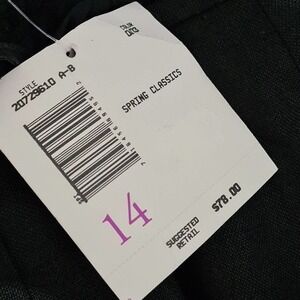 STYLE
20729610 A-B
COLOR
SPRING CLASSICS
14
SUGGESTED
RETAIL
$78.00